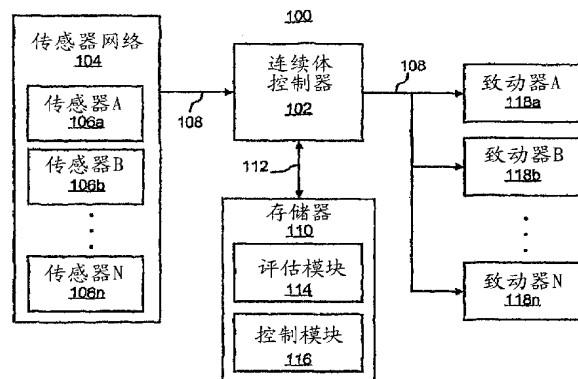 100
传感器网络
104
传感器A
106a
传感器B
106b
传感器N
106n
108
连续体
控制器
102
108
112
存储器
110
评估模块
114
控制模块
116
致动器A
118a
致动器B
118b
致动器N
118n